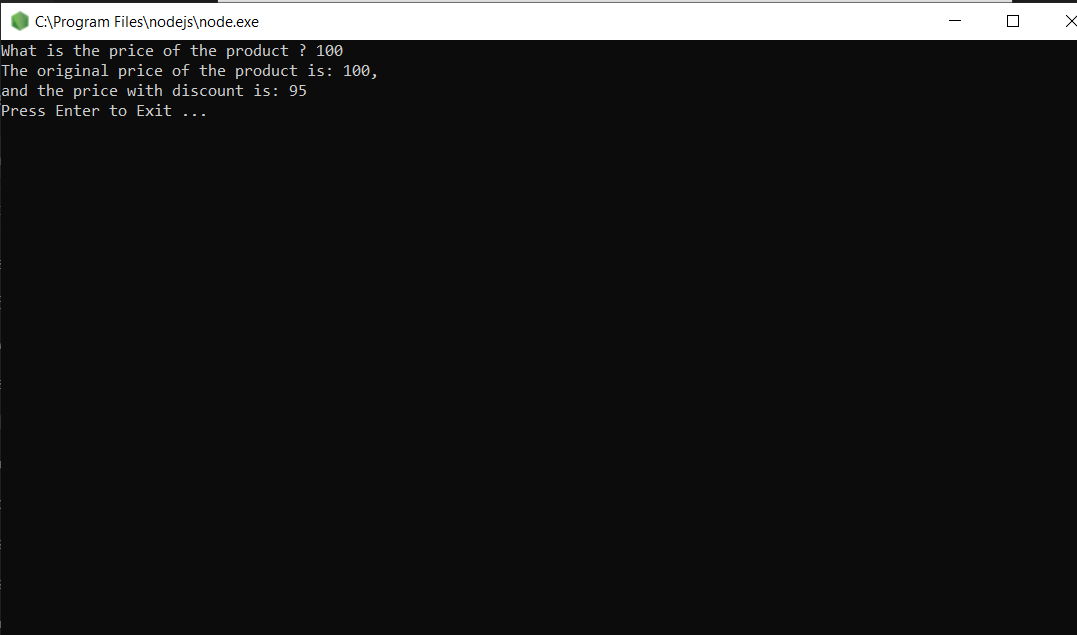 C:\Program Files\nodejs\node.exe
What is the price of the product ? 100
The original price of the product is: 100,
and the price with discount is: 95
Press Enter to Exit ...